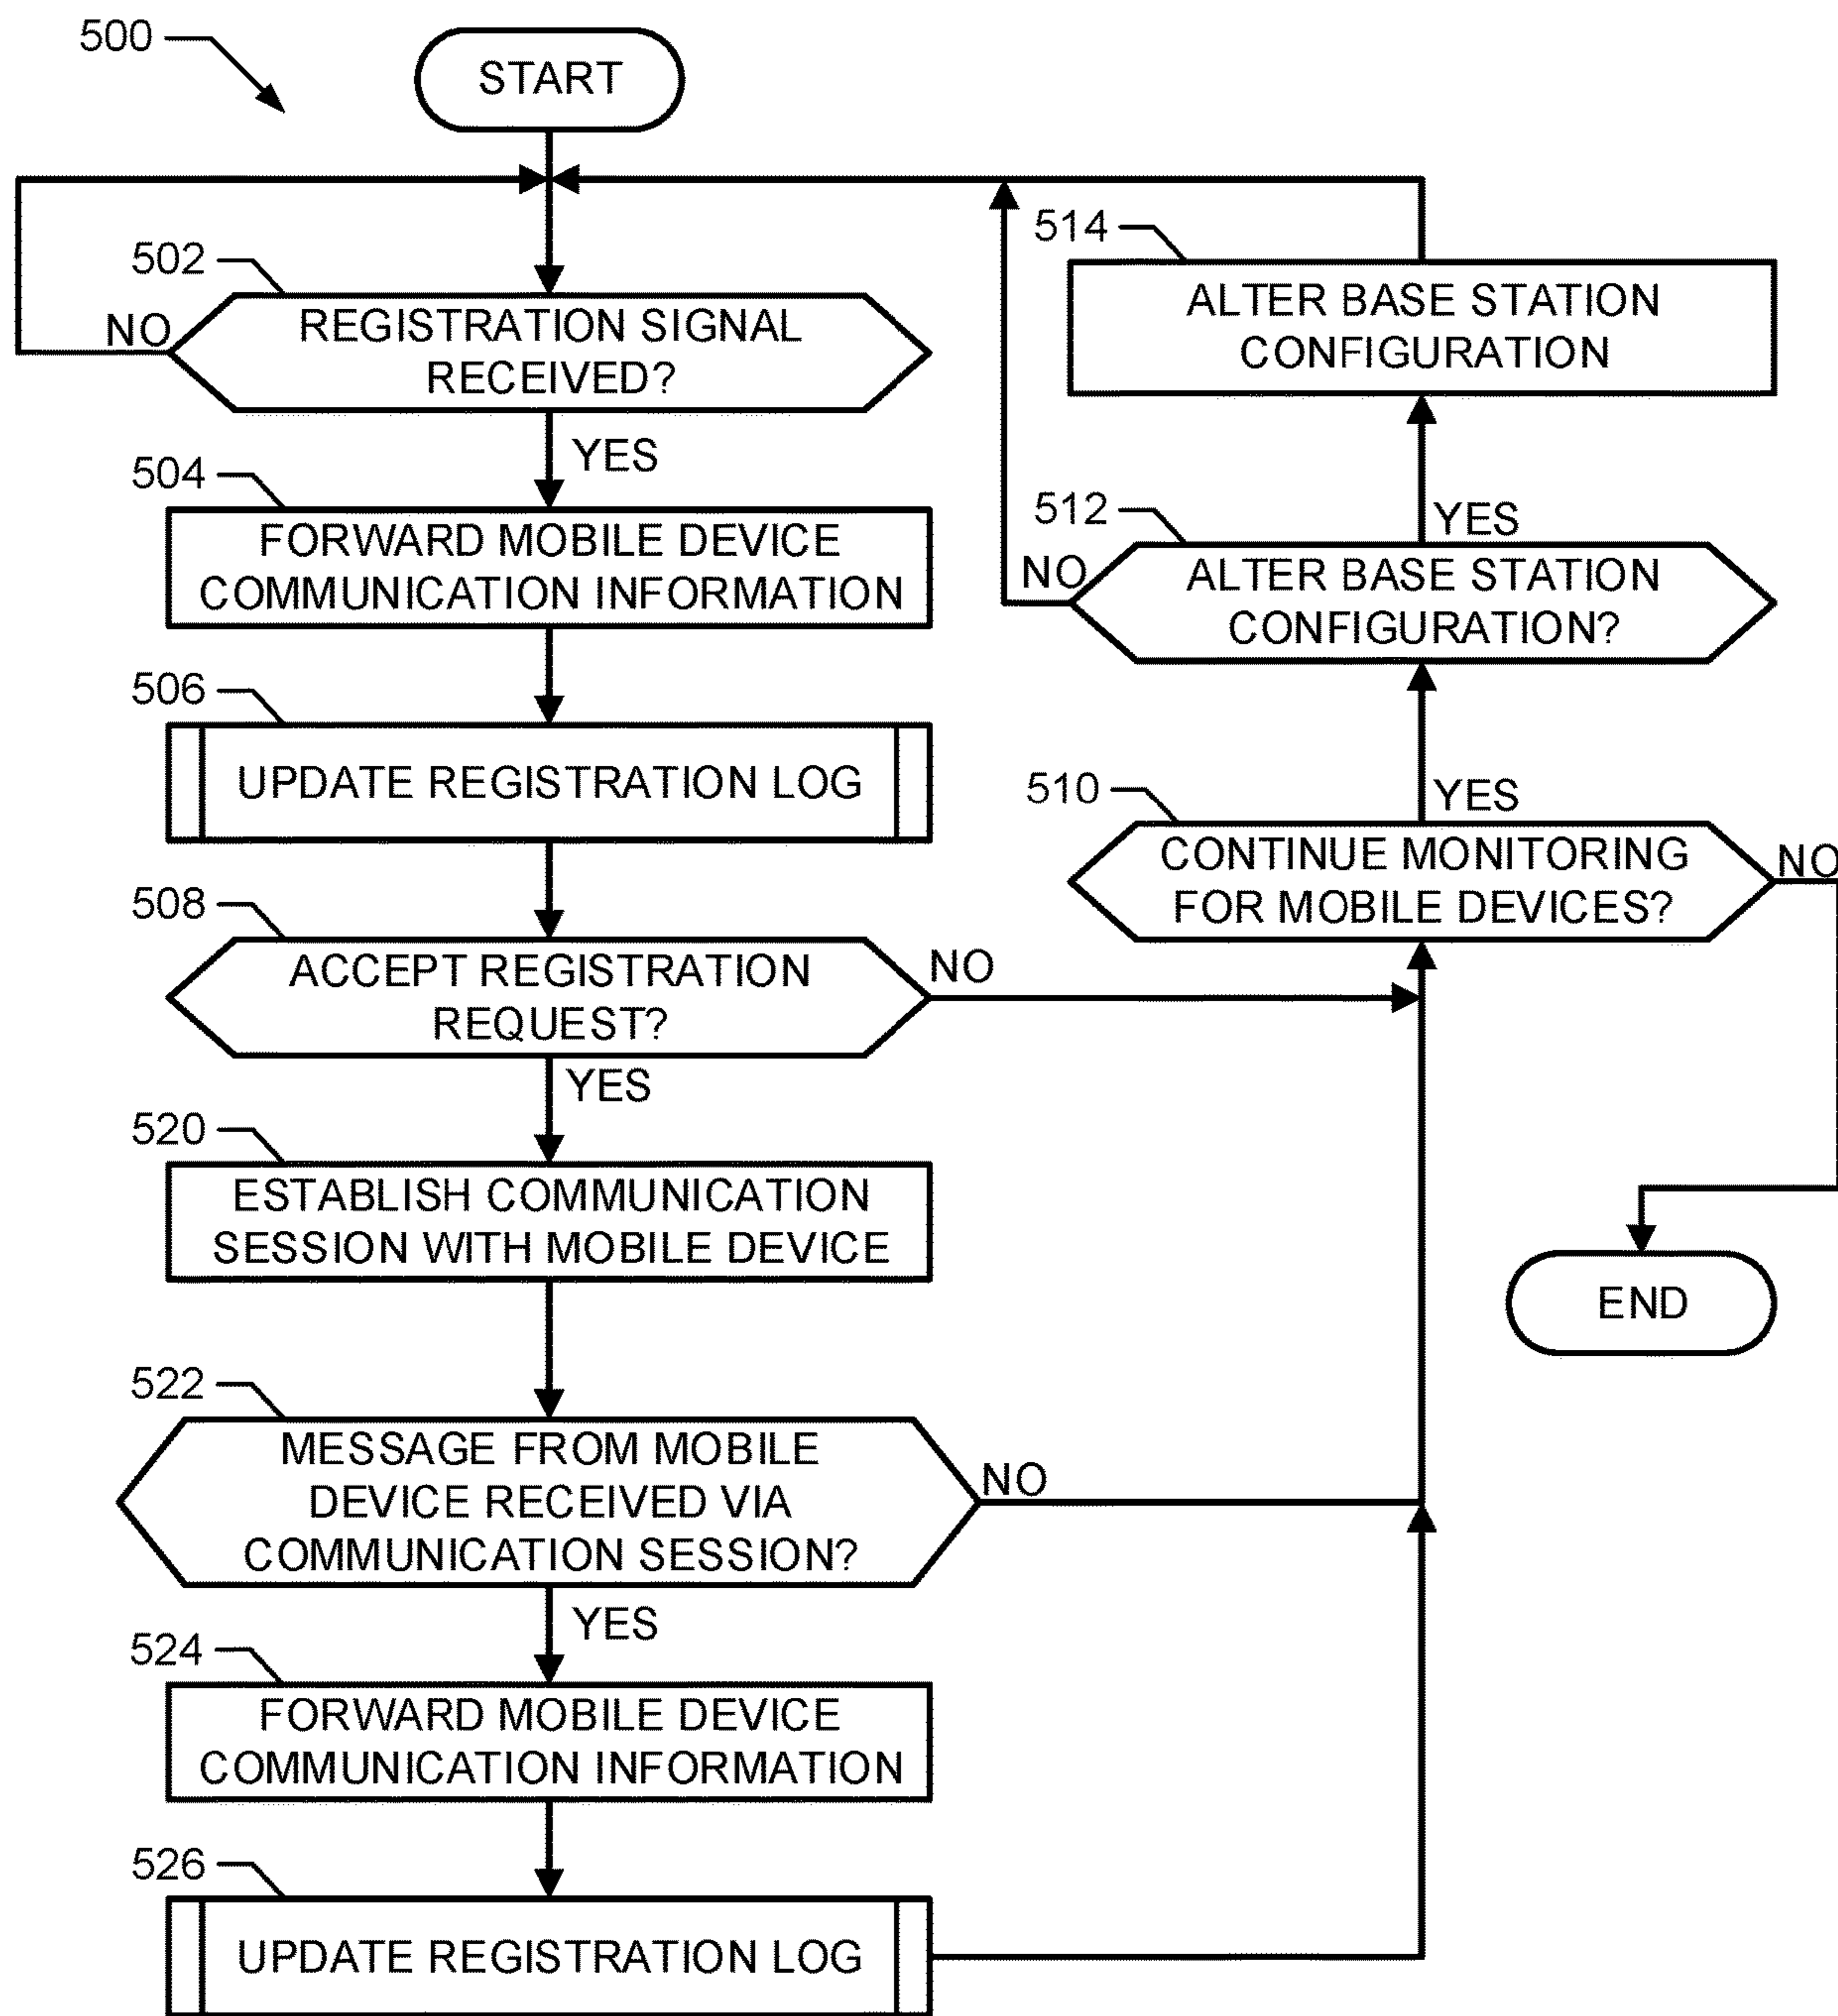 500
START
502
NO
REGISTRATION SIGNAL
RECEIVED?
YES
504
FORWARD MOBILE DEVICE
COMMUNICATION INFORMATION
506
UPDATE REGISTRATION LOG
508
ACCEPT REGISTRATION
REQUEST?
NO
YES
520
ESTABLISH COMMUNICATION
SESSION WITH MOBILE DEVICE
522
MESSAGE FROM MOBILE
DEVICE RECEIVED VIA
COMMUNICATION SESSION?
NO
YES
524
FORWARD MOBILE DEVICE
COMMUNICATION INFORMATION
526
UPDATE REGISTRATION LOG
514
ALTER BASE STATION
CONFIGURATION
512
YES
NO
ALTER BASE STATION
CONFIGURATION?
510
YES
CONTINUE MONITORING
FOR MOBILE DEVICES?
NO
END